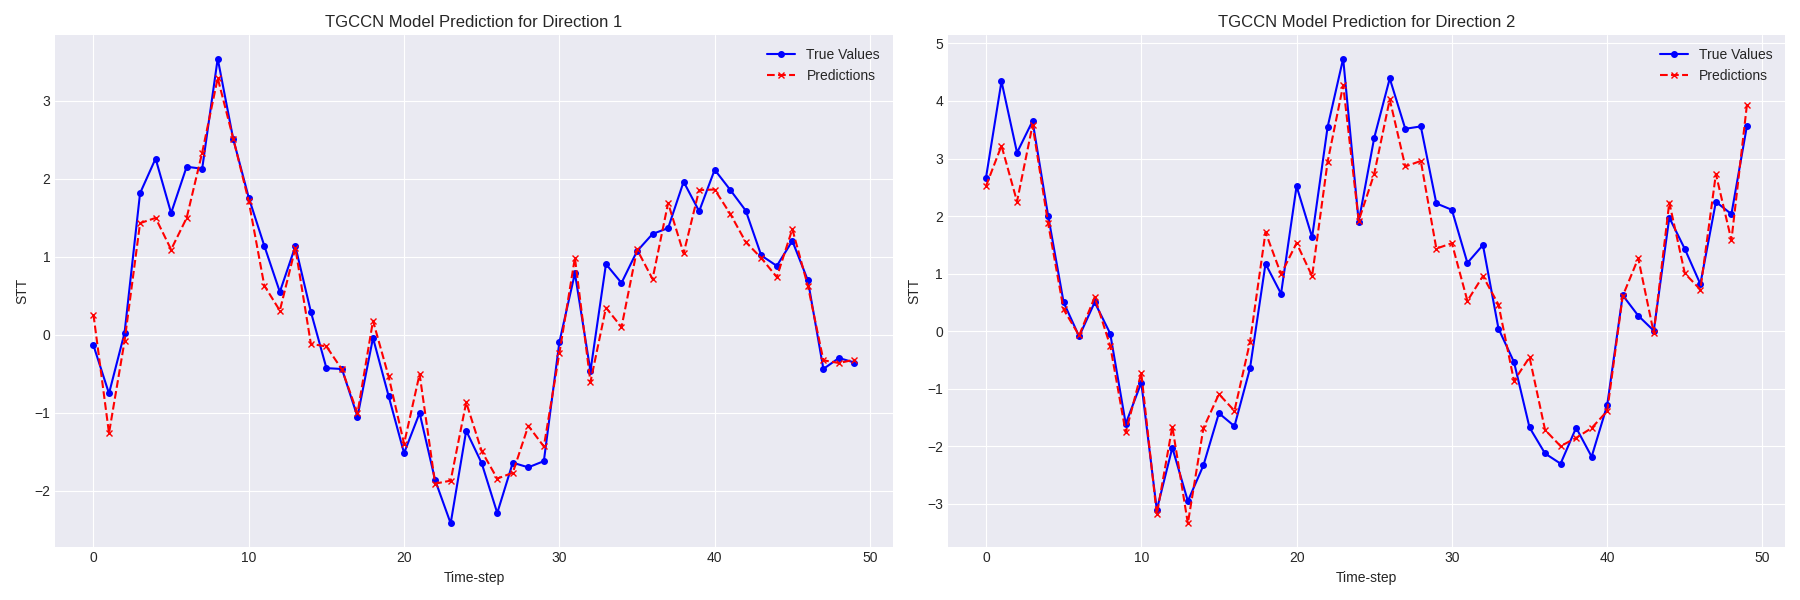 TGCCN Model Prediction for Direction 1
True Values
Predictions
STT
3
2
1
0
−1
−2
0 10 20 30 40 50
Time-step
TGCCN Model Prediction for Direction 2
True Values
Predictions
STT
5
4
3
2
1
0
−1
−2
−3
0 10 20 30 40 50
Time-step